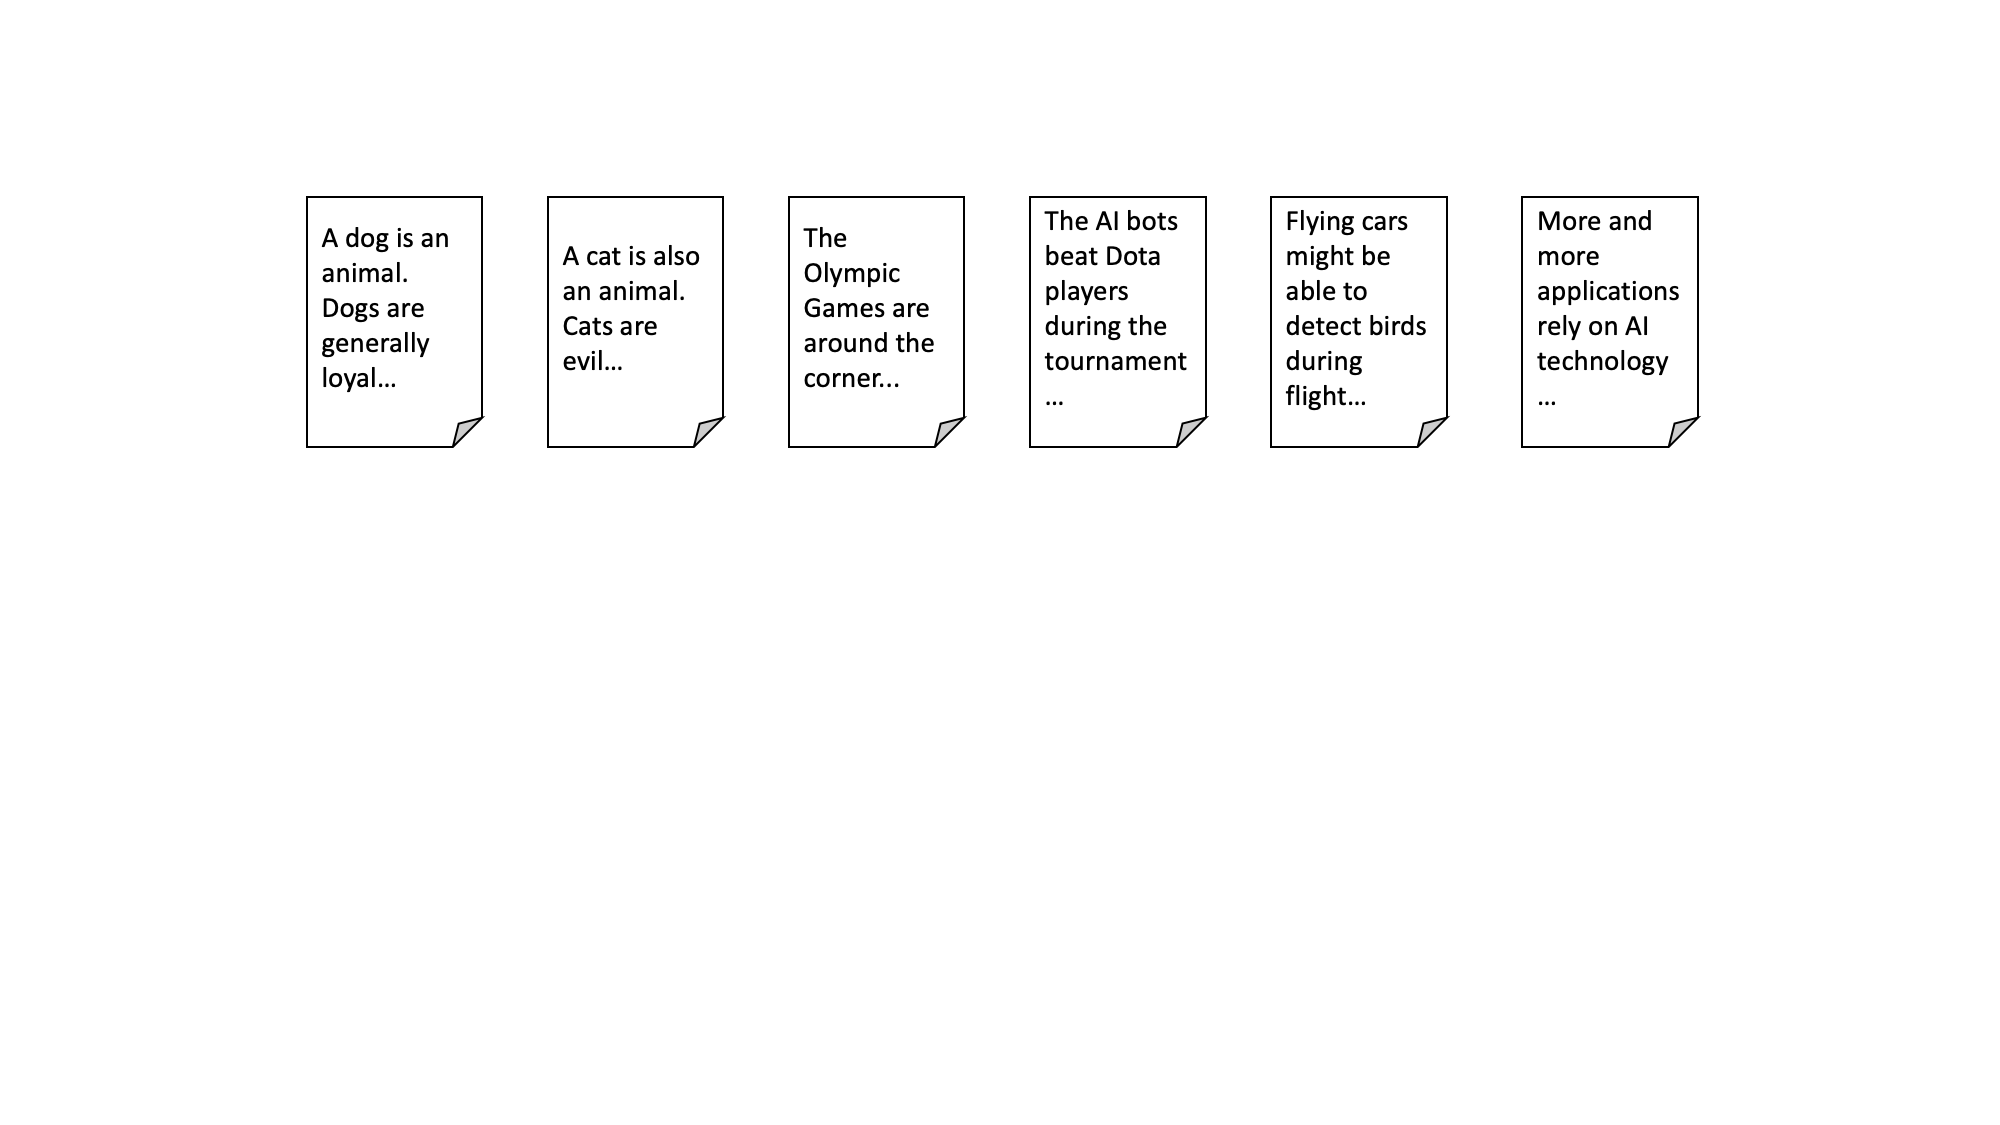 A dog is an
animal.
Dogs are
generally
loyal...
A cat is also
an animal.
Cats are
evil...
The
Olympic
Games are
around the
corner...
The AI bots
beat Dota
players
during the
tournament
...
Flying cars
might be
able to
detect birds
during
flight...
More and
more
applications
rely on AI
technology
...